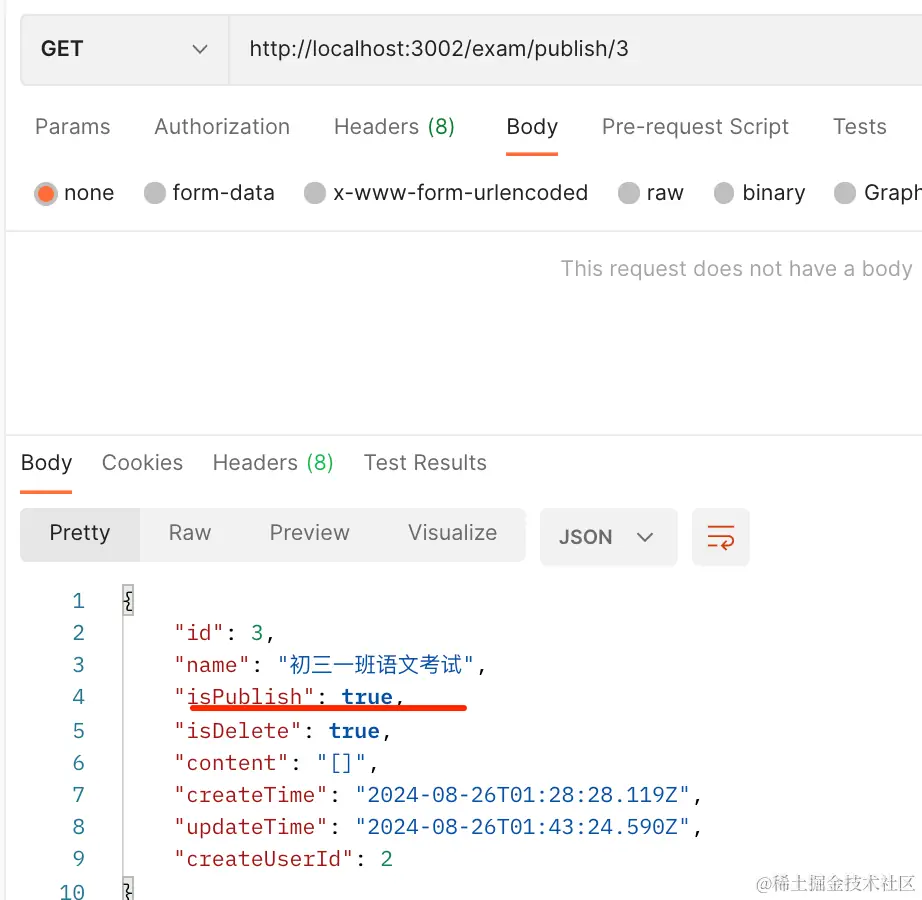 GET http://localhost:3002/exam/publish/3
Params Authorization Headers (8) Body Pre-request Script Tests
none form-data x-www-form-urlencoded raw binary Graph
This request does not have a body
Body Cookies Headers (8) Test Results
Pretty Raw Preview Visualize JSON
1 {
2 "id": 3,
3 "name": "初三一班语文考试",
4 "isPublish": true,
5 "isDelete": true,
6 "content": "[]",
7 "createTime": "2024-08-26T01:28:28.119Z",
8 "updateTime": "2024-08-26T01:43:24.590Z",
9 "createUserId": 2
10 }
@稀土掘金技术社区